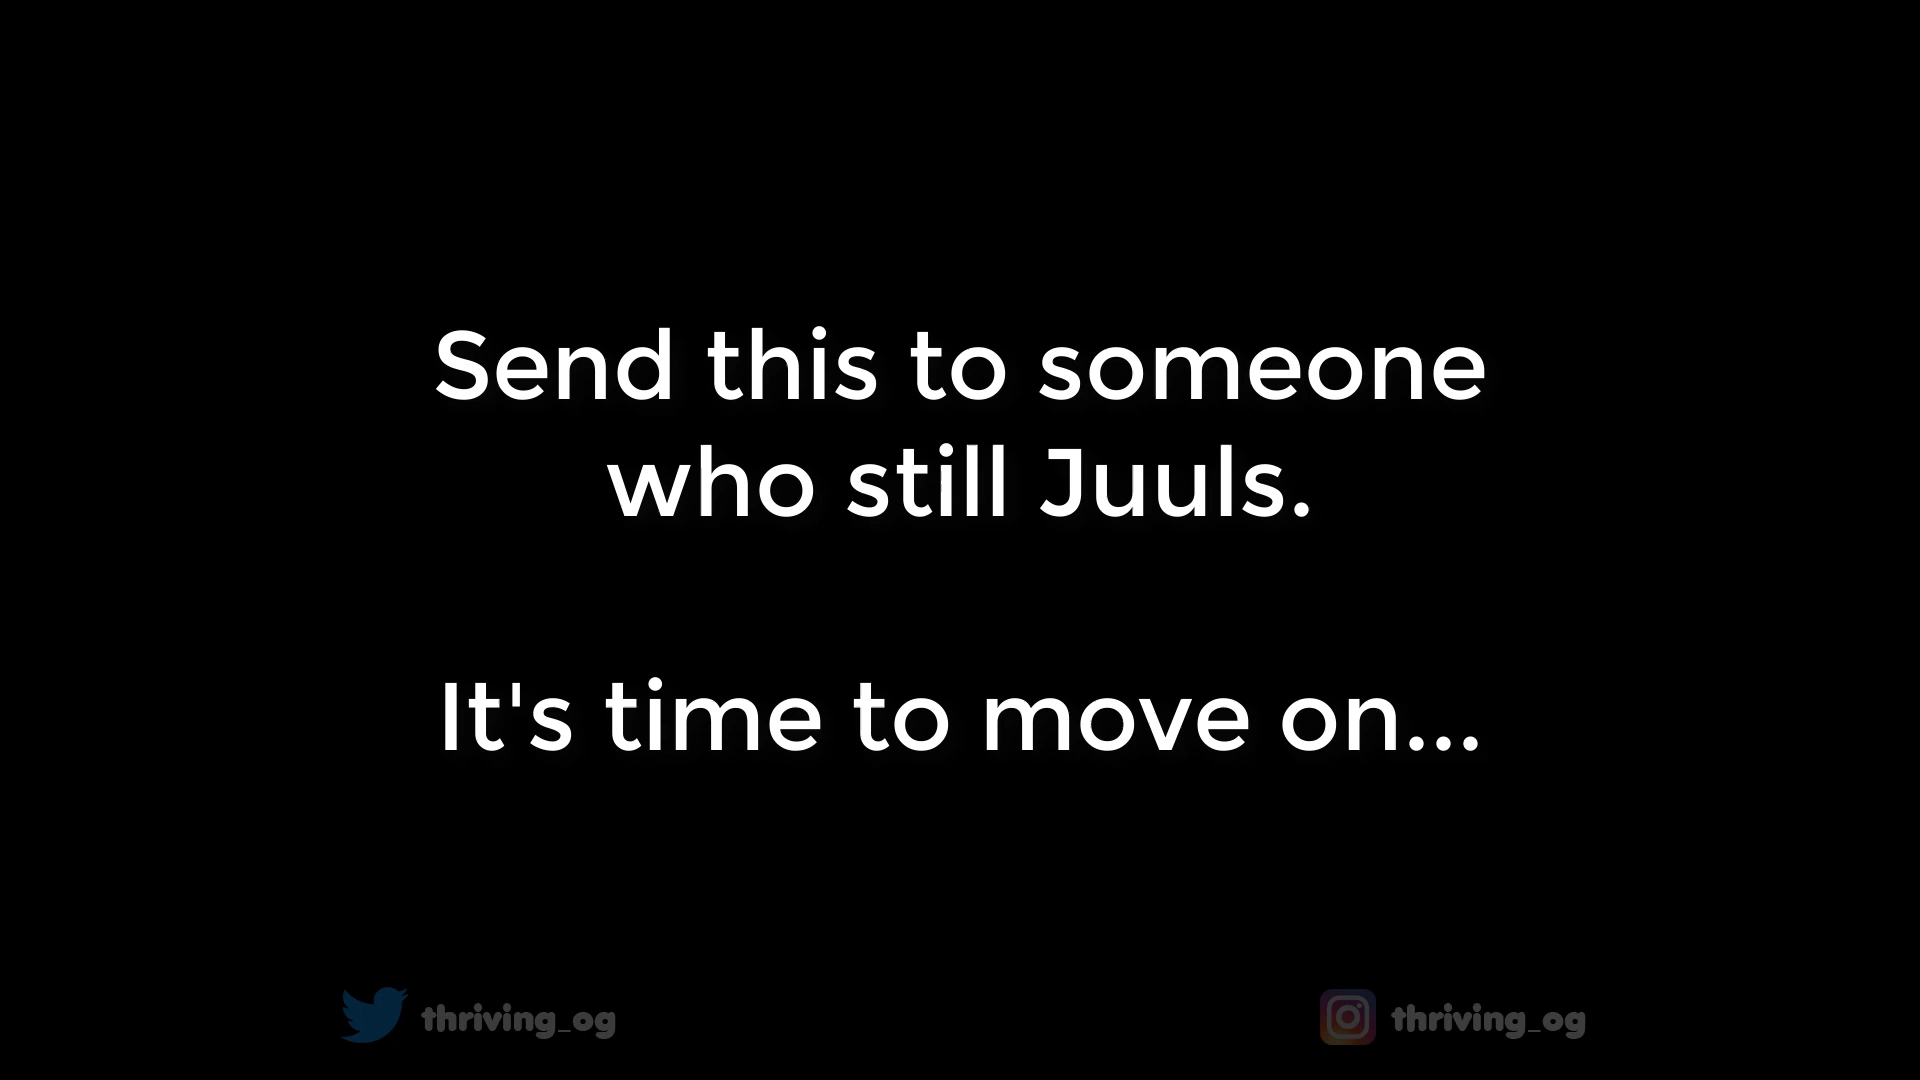 Send this to someone
who still Juuls.
It's time to move on...
thriving_og
thriving_og